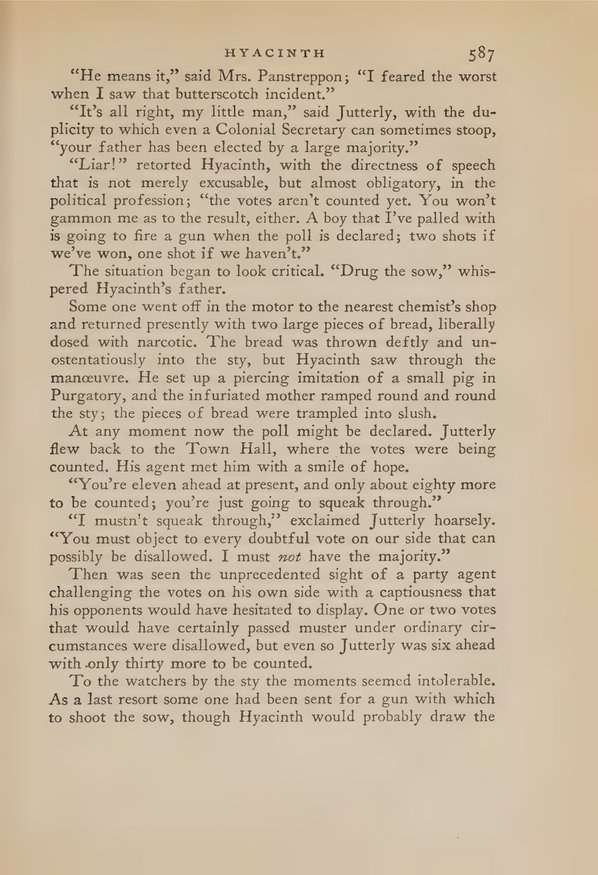 HYACINTH 587
“He means it,” said Mrs. Panstreppon; “I feared the worst
when I saw that butterscotch incident.”
“It’s all right, my little man,” said Jutterly, with the du-
plicity to which even a Colonial Secretary can sometimes stoop,
“your father has been elected by a large majority.”
“Liar!” retorted Hyacinth, with the directness of speech
that is not merely excusable, but almost obligatory, in the
political profession; “the votes aren’t counted yet. You won’t
gammon me as to the result, either. A boy that I’ve palled with
is going to fire a gun when the poll is declared; two shots if
we’ve won, one shot if we haven’t.”
The situation began to look critical. “Drug the sow,” whis-
pered Hyacinth’s father.
Some one went off in the motor to the nearest chemist’s shop
and returned presently with two large pieces of bread, liberally
dosed with narcotic. The bread was thrown deftly and un-
ostentatiously into the sty, but Hyacinth saw through the
manœuvre. He set up a piercing imitation of a small pig in
Purgatory, and the infuriated mother ramped round and round
the sty; the pieces of bread were trampled into slush.
At any moment now the poll might be declared. Jutterly
flew back to the Town Hall, where the votes were being
counted. His agent met him with a smile of hope.
“You’re eleven ahead at present, and only about eighty more
to be counted; you’re just going to squeak through.”
“I mustn’t squeak through,” exclaimed Jutterly hoarsely.
“You must object to every doubtful vote on our side that can
possibly be disallowed. I must not have the majority.”
Then was seen the unprecedented sight of a party agent
challenging the votes on his own side with a captiousness that
his opponents would have hesitated to display. One or two votes
that would have certainly passed muster under ordinary cir-
cumstances were disallowed, but even so Jutterly was six ahead
with only thirty more to be counted.
To the watchers by the sty the moments seemed intolerable.
As a last resort some one had been sent for a gun with which
to shoot the sow, though Hyacinth would probably draw the